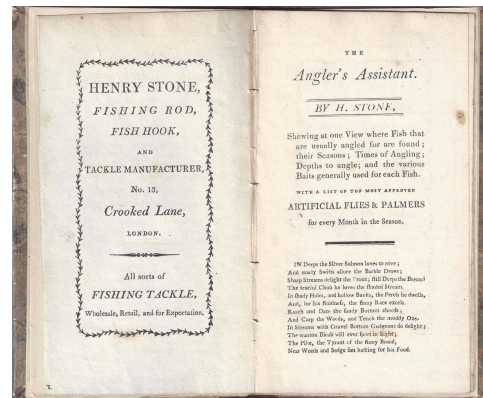 HENRY STONE,
FISHING ROD,
FISH HOOK,
AND
TACKLE MANUFACTURER,
No. 13,
Crooked Lane,
LONDON.
All sorts of
FISHING TACKLE,
Wholesale, Retail, and for Exportation.
THE
Angler's Assistant.
BY H. STONE,
Shewing at one View where Fish that
are usually angled for are found;
their Seasons; Times of Angling;
Depths to angle; and the various
Baits generally used for each Fish.
WITH A LIST OF THE MOST APPROVED
ARTIFICIAL FLIES & PALMERS
for every Month in the Season.
IN Deeps the Silver Salmon loves to rove;
And marly Swifts allure the Barble Drove;
Sharp Streams delight the Trout; still Deeps the Bream;
The fearful Chub he loves the shaded Stream.
In shady Holes, and hollow Banks, the Perch he dwells,
And, for his Boldness, the finny Race excels.
Roach and Dace the sandy Bottom choose;
And Carp the Weeds, and Tench the muddy Ooz.
In Streams with Gravel Bottom Gudgeons do delight;
The wanton Bleak will ever sport in Sight;
The Pike, the Tyrant of the finny Brood,
Near Weeds and Sedge lies lurking for his Food.